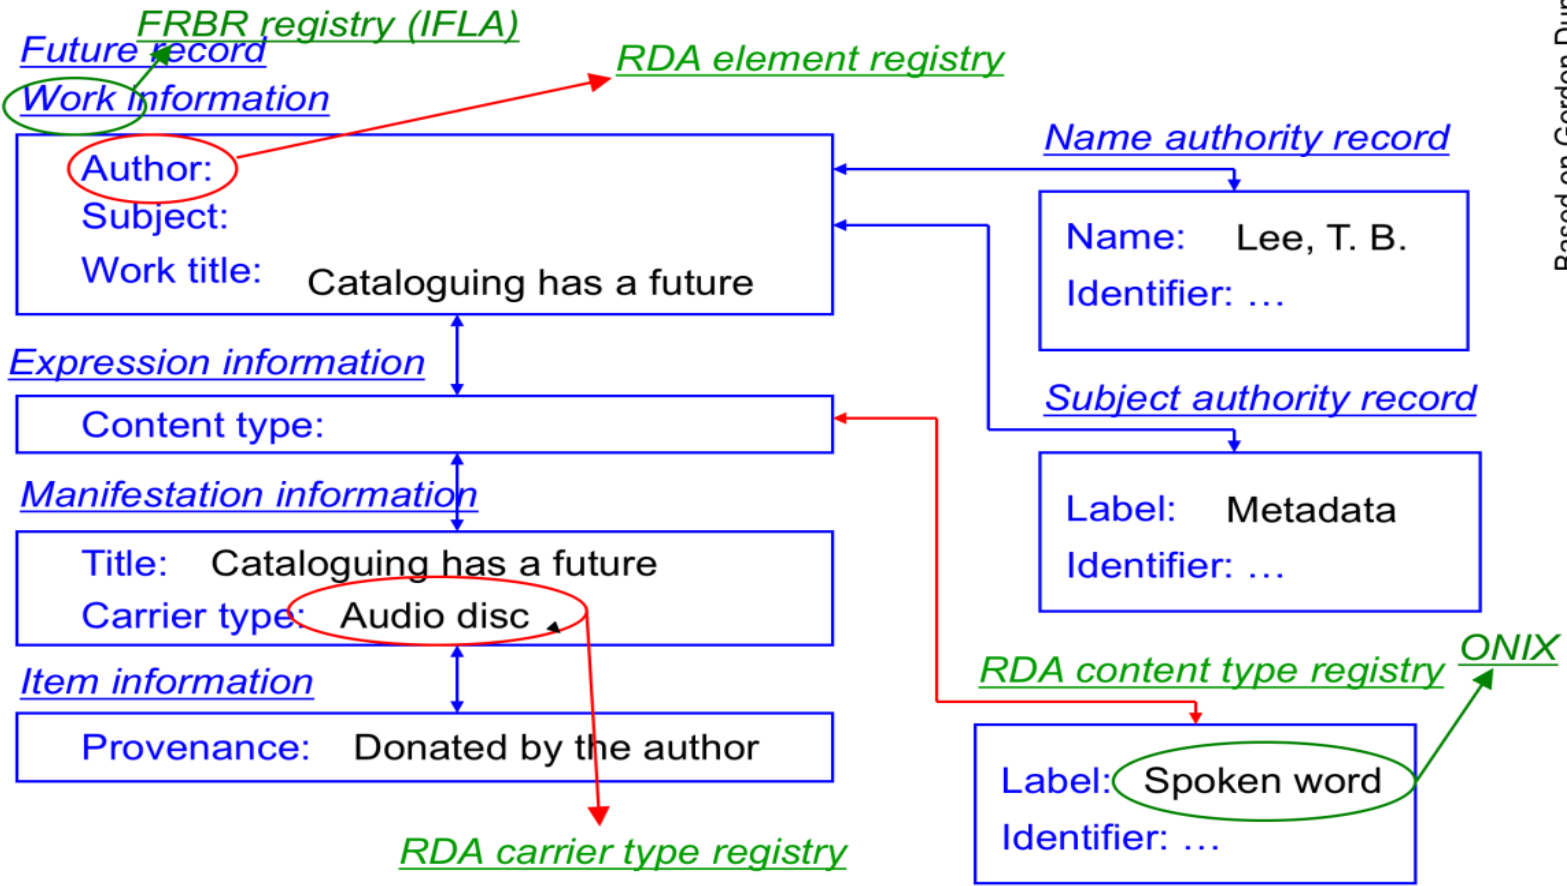 FRBR registry (IFLA)
Future record
RDA element registry
Work information
Author:
Subject:
Work title: Cataloguing has a future
Name authority record
Name: Lee, T. B.
Identifier: …
Expression information
Content type:
Subject authority record
Label: Metadata
Identifier: …
Manifestation information
Title: Cataloguing has a future
Carrier type: Audio disc
Item information
Provenance: Donated by the author
RDA content type registry
ONIX
Label: Spoken word
Identifier: …
RDA carrier type registry
Based on Gordon